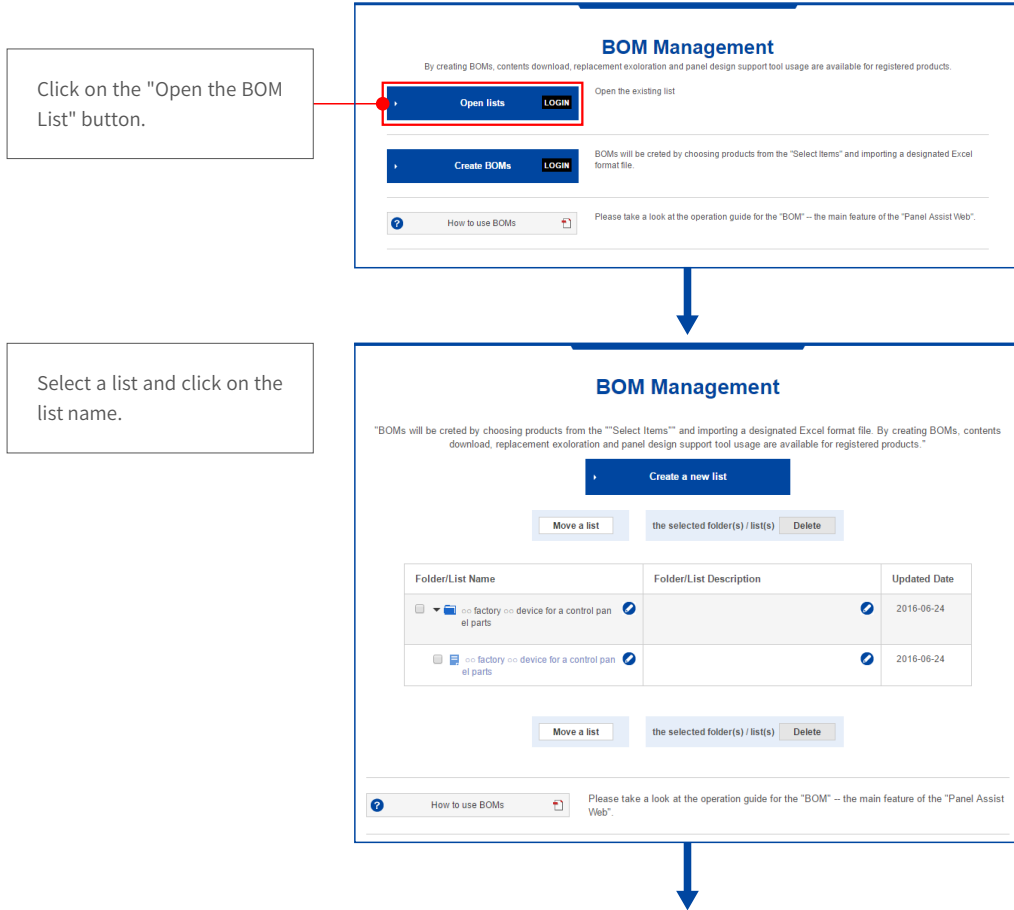 Click on the "Open the BOM
List" button.
BOM Management
By creating BOMs, contents download, replacement exoloration and panel design support tool usage are available for registered products.
Open lists LOGIN
Open the existing list
Create BOMs LOGIN
BOMs will be creted by choosing products from the "Select Items" and importing a designated Excel
format file.
? How to use BOMs
Please take a look at the operation guide for the "BOM" -- the main feature of the "Panel Assist Web".
Select a list and click on the
list name.
BOM Management
"BOMs will be creted by choosing products from the ""Select Items"" and importing a designated Excel format file. By creating BOMs, contents
download, replacement exoloration and panel design support tool usage are available for registered products."
Create a new list
Move a list the selected folder(s) / list(s) Delete
Folder/List Name Folder/List Description Updated Date
○○ factory ○○ device for a control pan 2016-06-24
el parts
○○ factory ○○ device for a control pan 2016-06-24
el parts
Move a list the selected folder(s) / list(s) Delete
? How to use BOMs
Please take a look at the operation guide for the "BOM" -- the main feature of the "Panel Assist
Web".